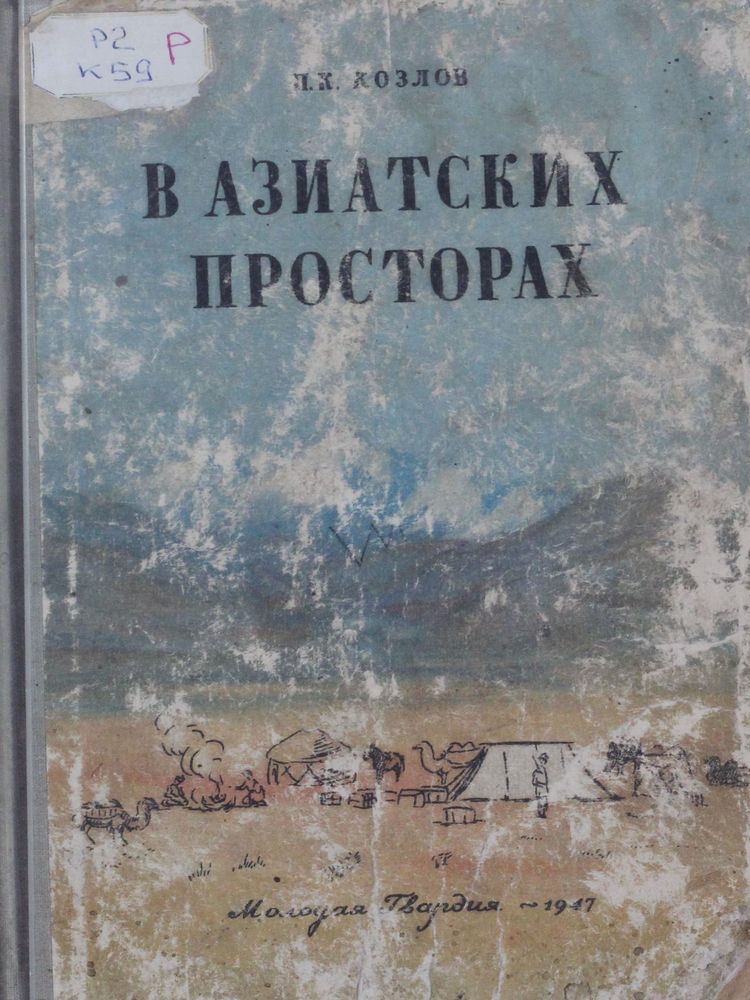 Р2 Р
К59
П.К. КОЗЛОВ
В АЗИАТСКИХ
ПРОСТОРАХ
Молодая Гвардия ~ 1947